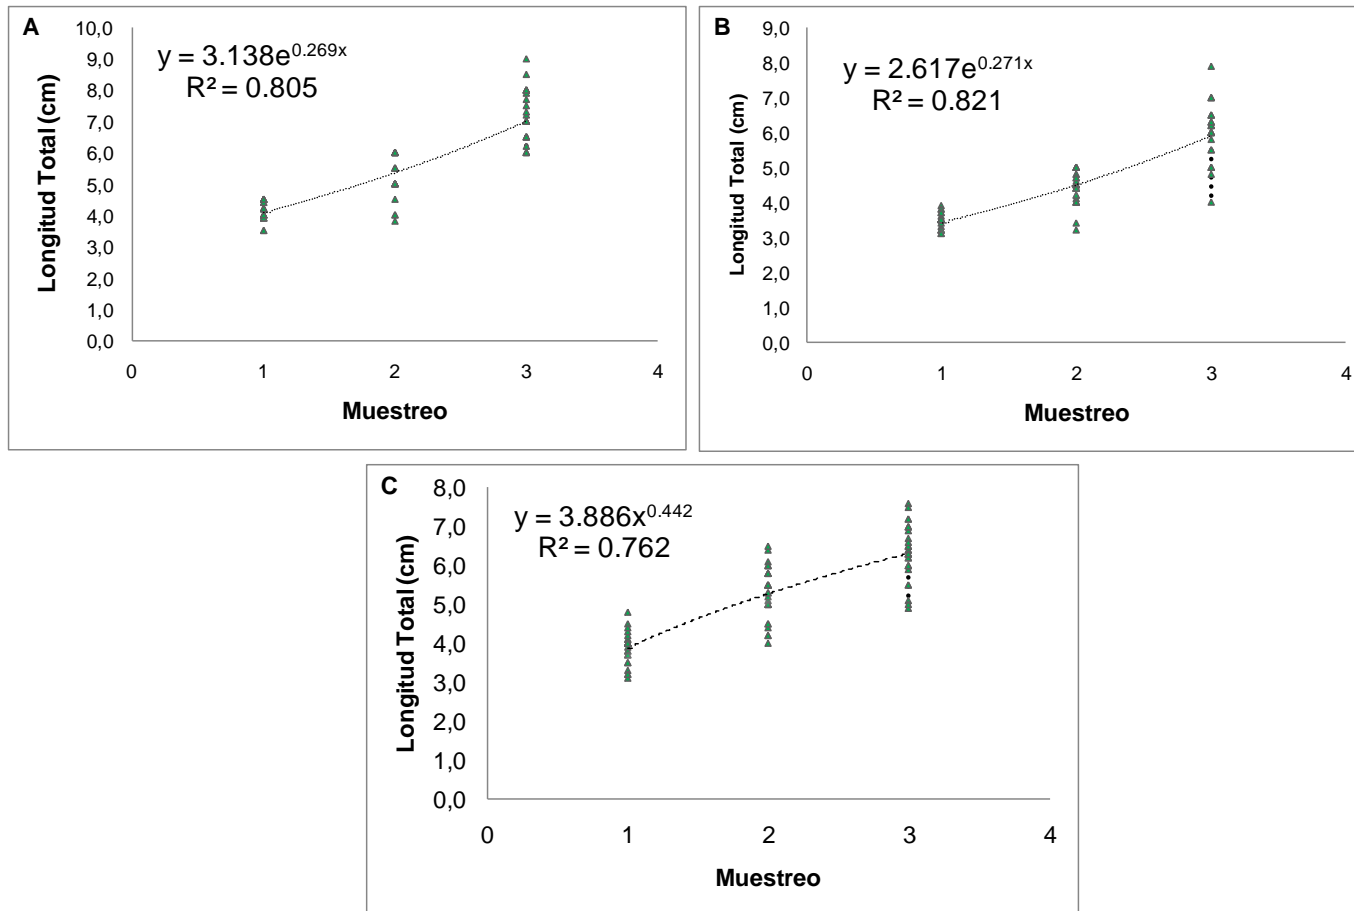 A
y = 3.138e^0.269x
R² = 0.805
Longitud Total (cm)
10,0
9,0
8,0
7,0
6,0
5,0
4,0
3,0
2,0
1,0
0,0
0 1 2 3 4
Muestreo
B
y = 2.617e^0.271x
R² = 0.821
Longitud Total (cm)
9,0
8,0
7,0
6,0
5,0
4,0
3,0
2,0
1,0
0,0
0 1 2 3 4
Muestreo
C
y = 3.886x^0.442
R² = 0.762
Longitud Total (cm)
8,0
7,0
6,0
5,0
4,0
3,0
2,0
1,0
0,0
0 1 2 3 4
Muestreo